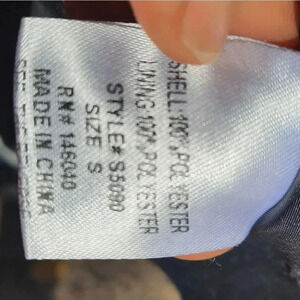 SHELL:100%POLYESTER
LINING:100%POLYESTER
STYLE# S5090
SIZE S
RN# 146040
MADE IN CHINA